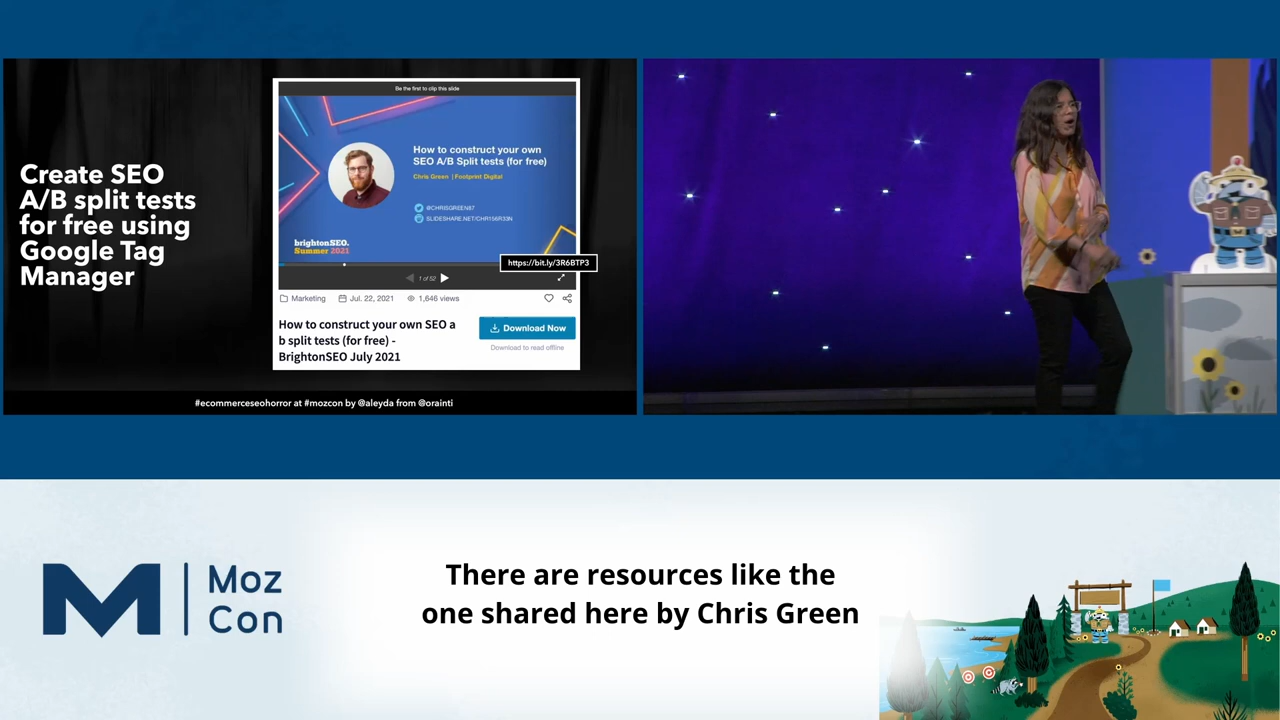 Create SEO
A/B split tests
for free using
Google Tag
Manager
Be the first to clip this slide
How to construct your own
SEO A/B Split tests (for free)
Chris Green | Footprint Digital
@CHRISGREEN87
SLIDESHARE.NET/CHR156R33N
brightonSEO.
Summer 2021
https://bit.ly/3R6BTP3
1 of 52
Marketing
Jul. 22, 2021
1,646 views
How to construct your own SEO a
b split tests (for free) -
BrightonSEO July 2021
Download Now
Download to read offline
#ecommerceseohorror at #mozcon by @aleyda from @orainti
M
Moz
Con
There are resources like the
one shared here by Chris Green